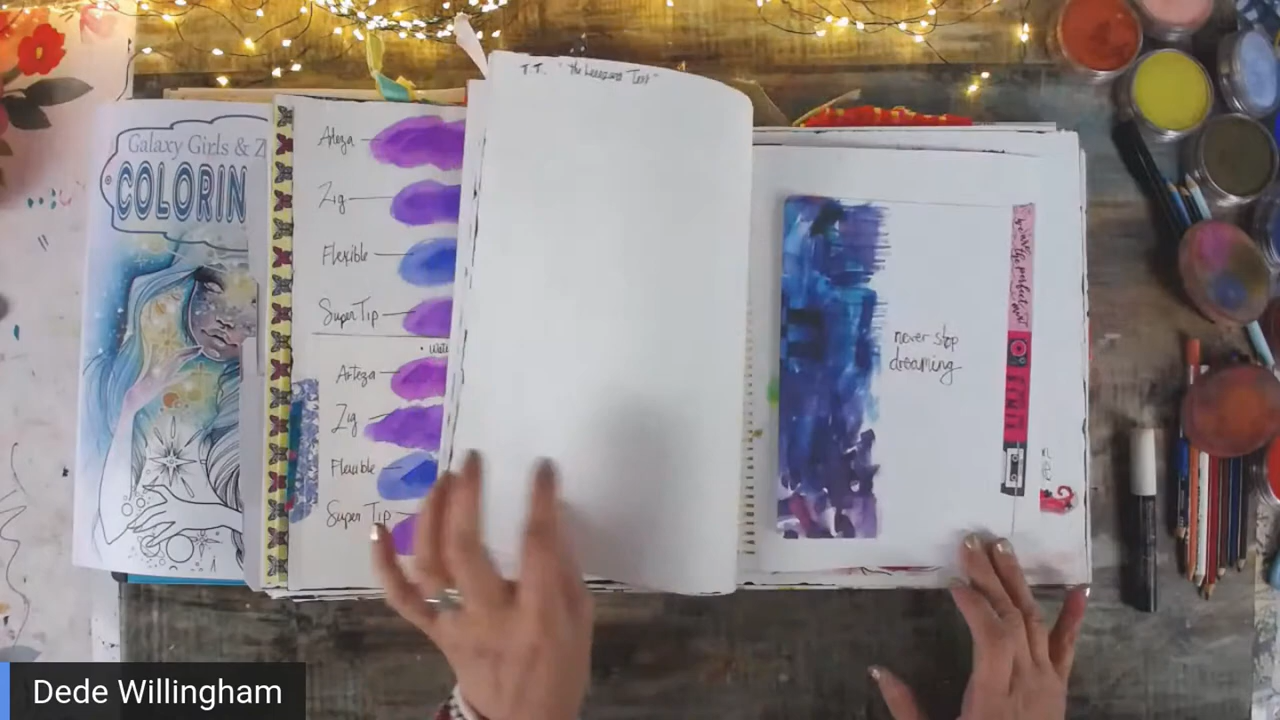 T.T.
Galaxy Girls & Z
COLORIN
Arteza
Zig
Flexible
Super Tip
Arteza
Zig
Flexible
Super Tip
never stop
dreaming
Dede Willingham